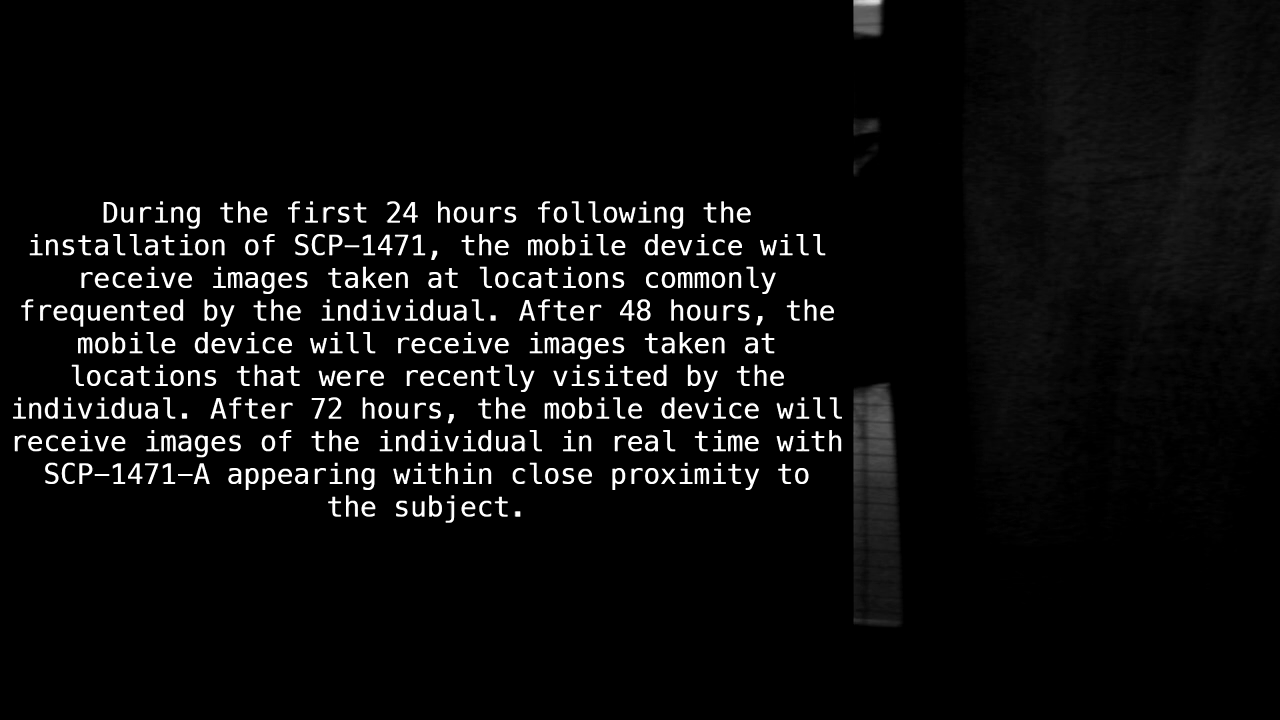 During the first 24 hours following the
installation of SCP-1471, the mobile device will
receive images taken at locations commonly
frequented by the individual. After 48 hours, the
mobile device will receive images taken at
locations that were recently visited by the
individual. After 72 hours, the mobile device will
receive images of the individual in real time with
SCP-1471-A appearing within close proximity to
the subject.